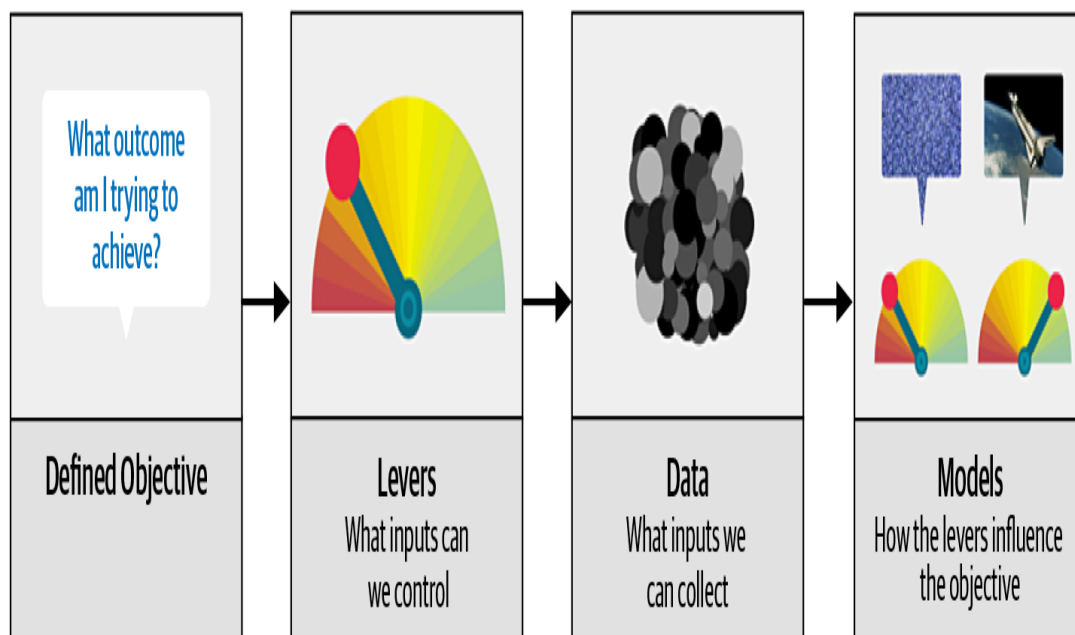 What outcome
am I trying to
achieve?
Defined Objective
Levers
What inputs can
we control
Data
What inputs we
can collect
Models
How the levers influence
the objective